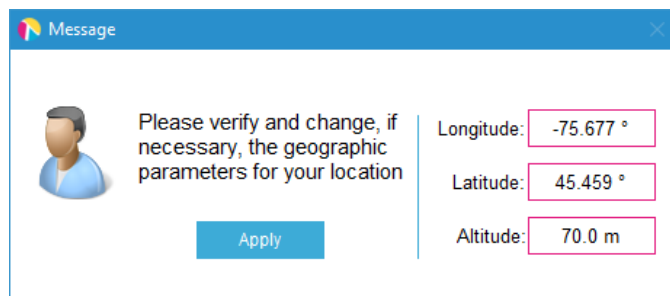 Message
Please verify and change, if
necessary, the geographic
parameters for your location
Apply
Longitude: -75.677 °
Latitude: 45.459 °
Altitude: 70.0 m